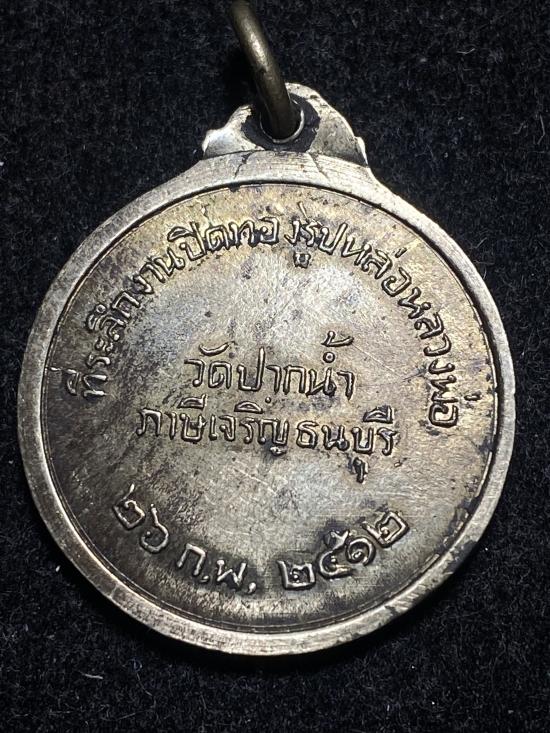 ที่ระลึกงานปิดทองรูปหล่อหลวงพ่อ
วัดปากน้ำ
ภาษีเจริญธนบุรี
๒๖ ก.พ, ๒๕๑๒